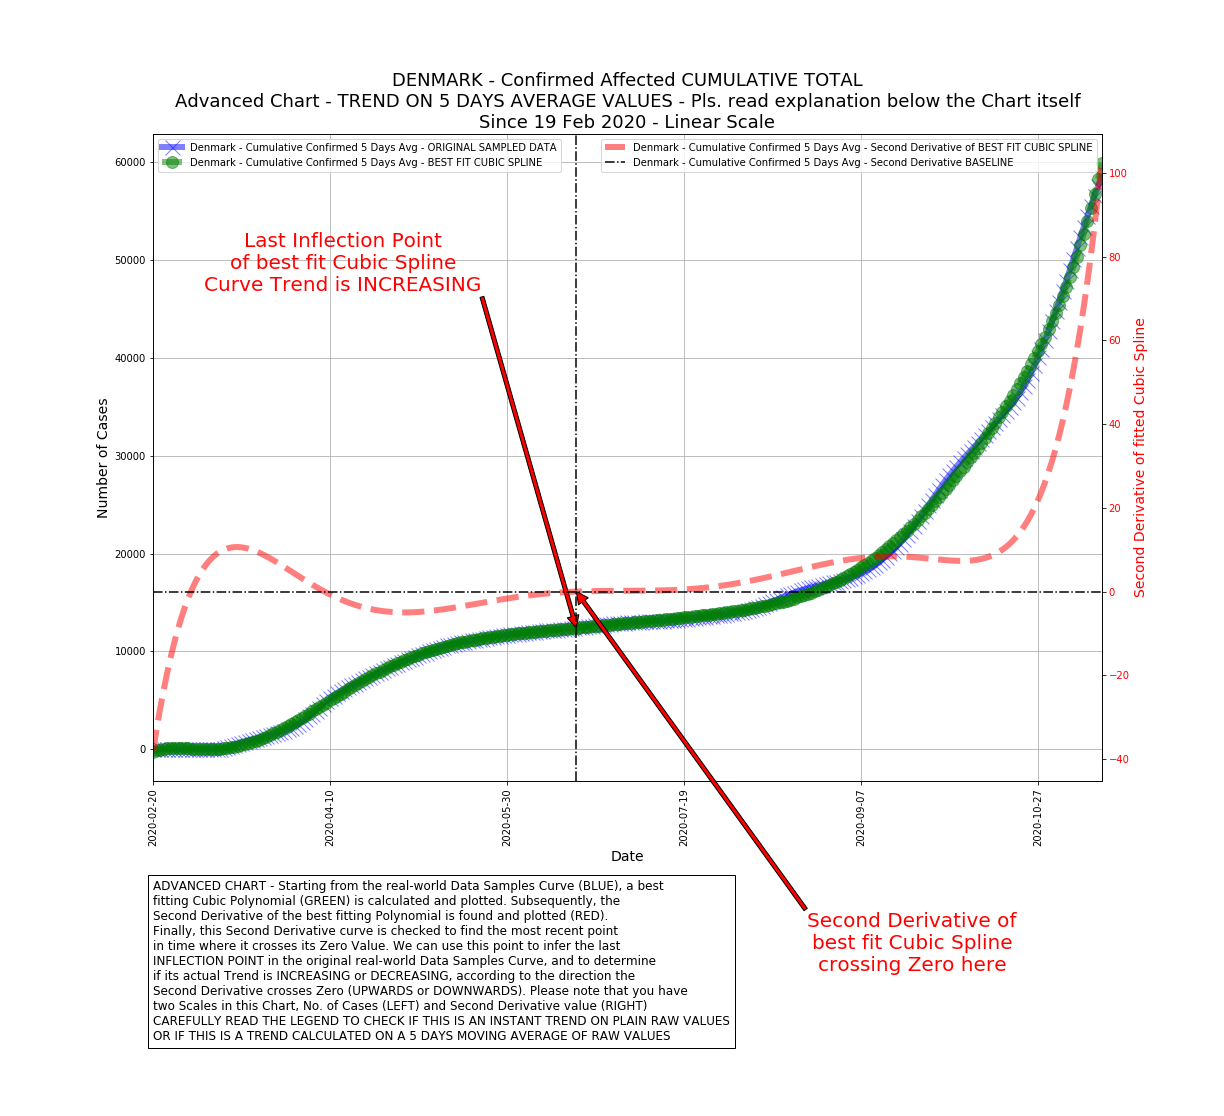 DENMARK - Confirmed Affected CUMULATIVE TOTAL
Advanced Chart - TREND ON 5 DAYS AVERAGE VALUES - Pls. read explanation below the Chart itself
Since 19 Feb 2020 - Linear Scale
Denmark - Cumulative Confirmed 5 Days Avg - ORIGINAL SAMPLED DATA
Denmark - Cumulative Confirmed 5 Days Avg - BEST FIT CUBIC SPLINE
Denmark - Cumulative Confirmed 5 Days Avg - Second Derivative of BEST FIT CUBIC SPLINE
Denmark - Cumulative Confirmed 5 Days Avg - Second Derivative BASELINE
Last Inflection Point
of best fit Cubic Spline
Curve Trend is INCREASING
Number of Cases
60000
50000
40000
30000
20000
10000
0
100
80
60
40
20
0
−20
−40
Second Derivative of fitted Cubic Spline
2020-02-20
2020-04-10
2020-05-30
2020-07-19
2020-09-07
2020-10-27
Date
ADVANCED CHART - Starting from the real-world Data Samples Curve (BLUE), a best
fitting Cubic Polynomial (GREEN) is calculated and plotted. Subsequently, the
Second Derivative of the best fitting Polynomial is found and plotted (RED).
Finally, this Second Derivative curve is checked to find the most recent point
in time where it crosses its Zero Value. We can use this point to infer the last
INFLECTION POINT in the original real-world Data Samples Curve, and to determine
if its actual Trend is INCREASING or DECREASING, according to the direction the
Second Derivative crosses Zero (UPWARDS or DOWNWARDS). Please note that you have
two Scales in this Chart, No. of Cases (LEFT) and Second Derivative value (RIGHT)
CAREFULLY READ THE LEGEND TO CHECK IF THIS IS AN INSTANT TREND ON PLAIN RAW VALUES
OR IF THIS IS A TREND CALCULATED ON A 5 DAYS MOVING AVERAGE OF RAW VALUES
Second Derivative of
best fit Cubic Spline
crossing Zero here